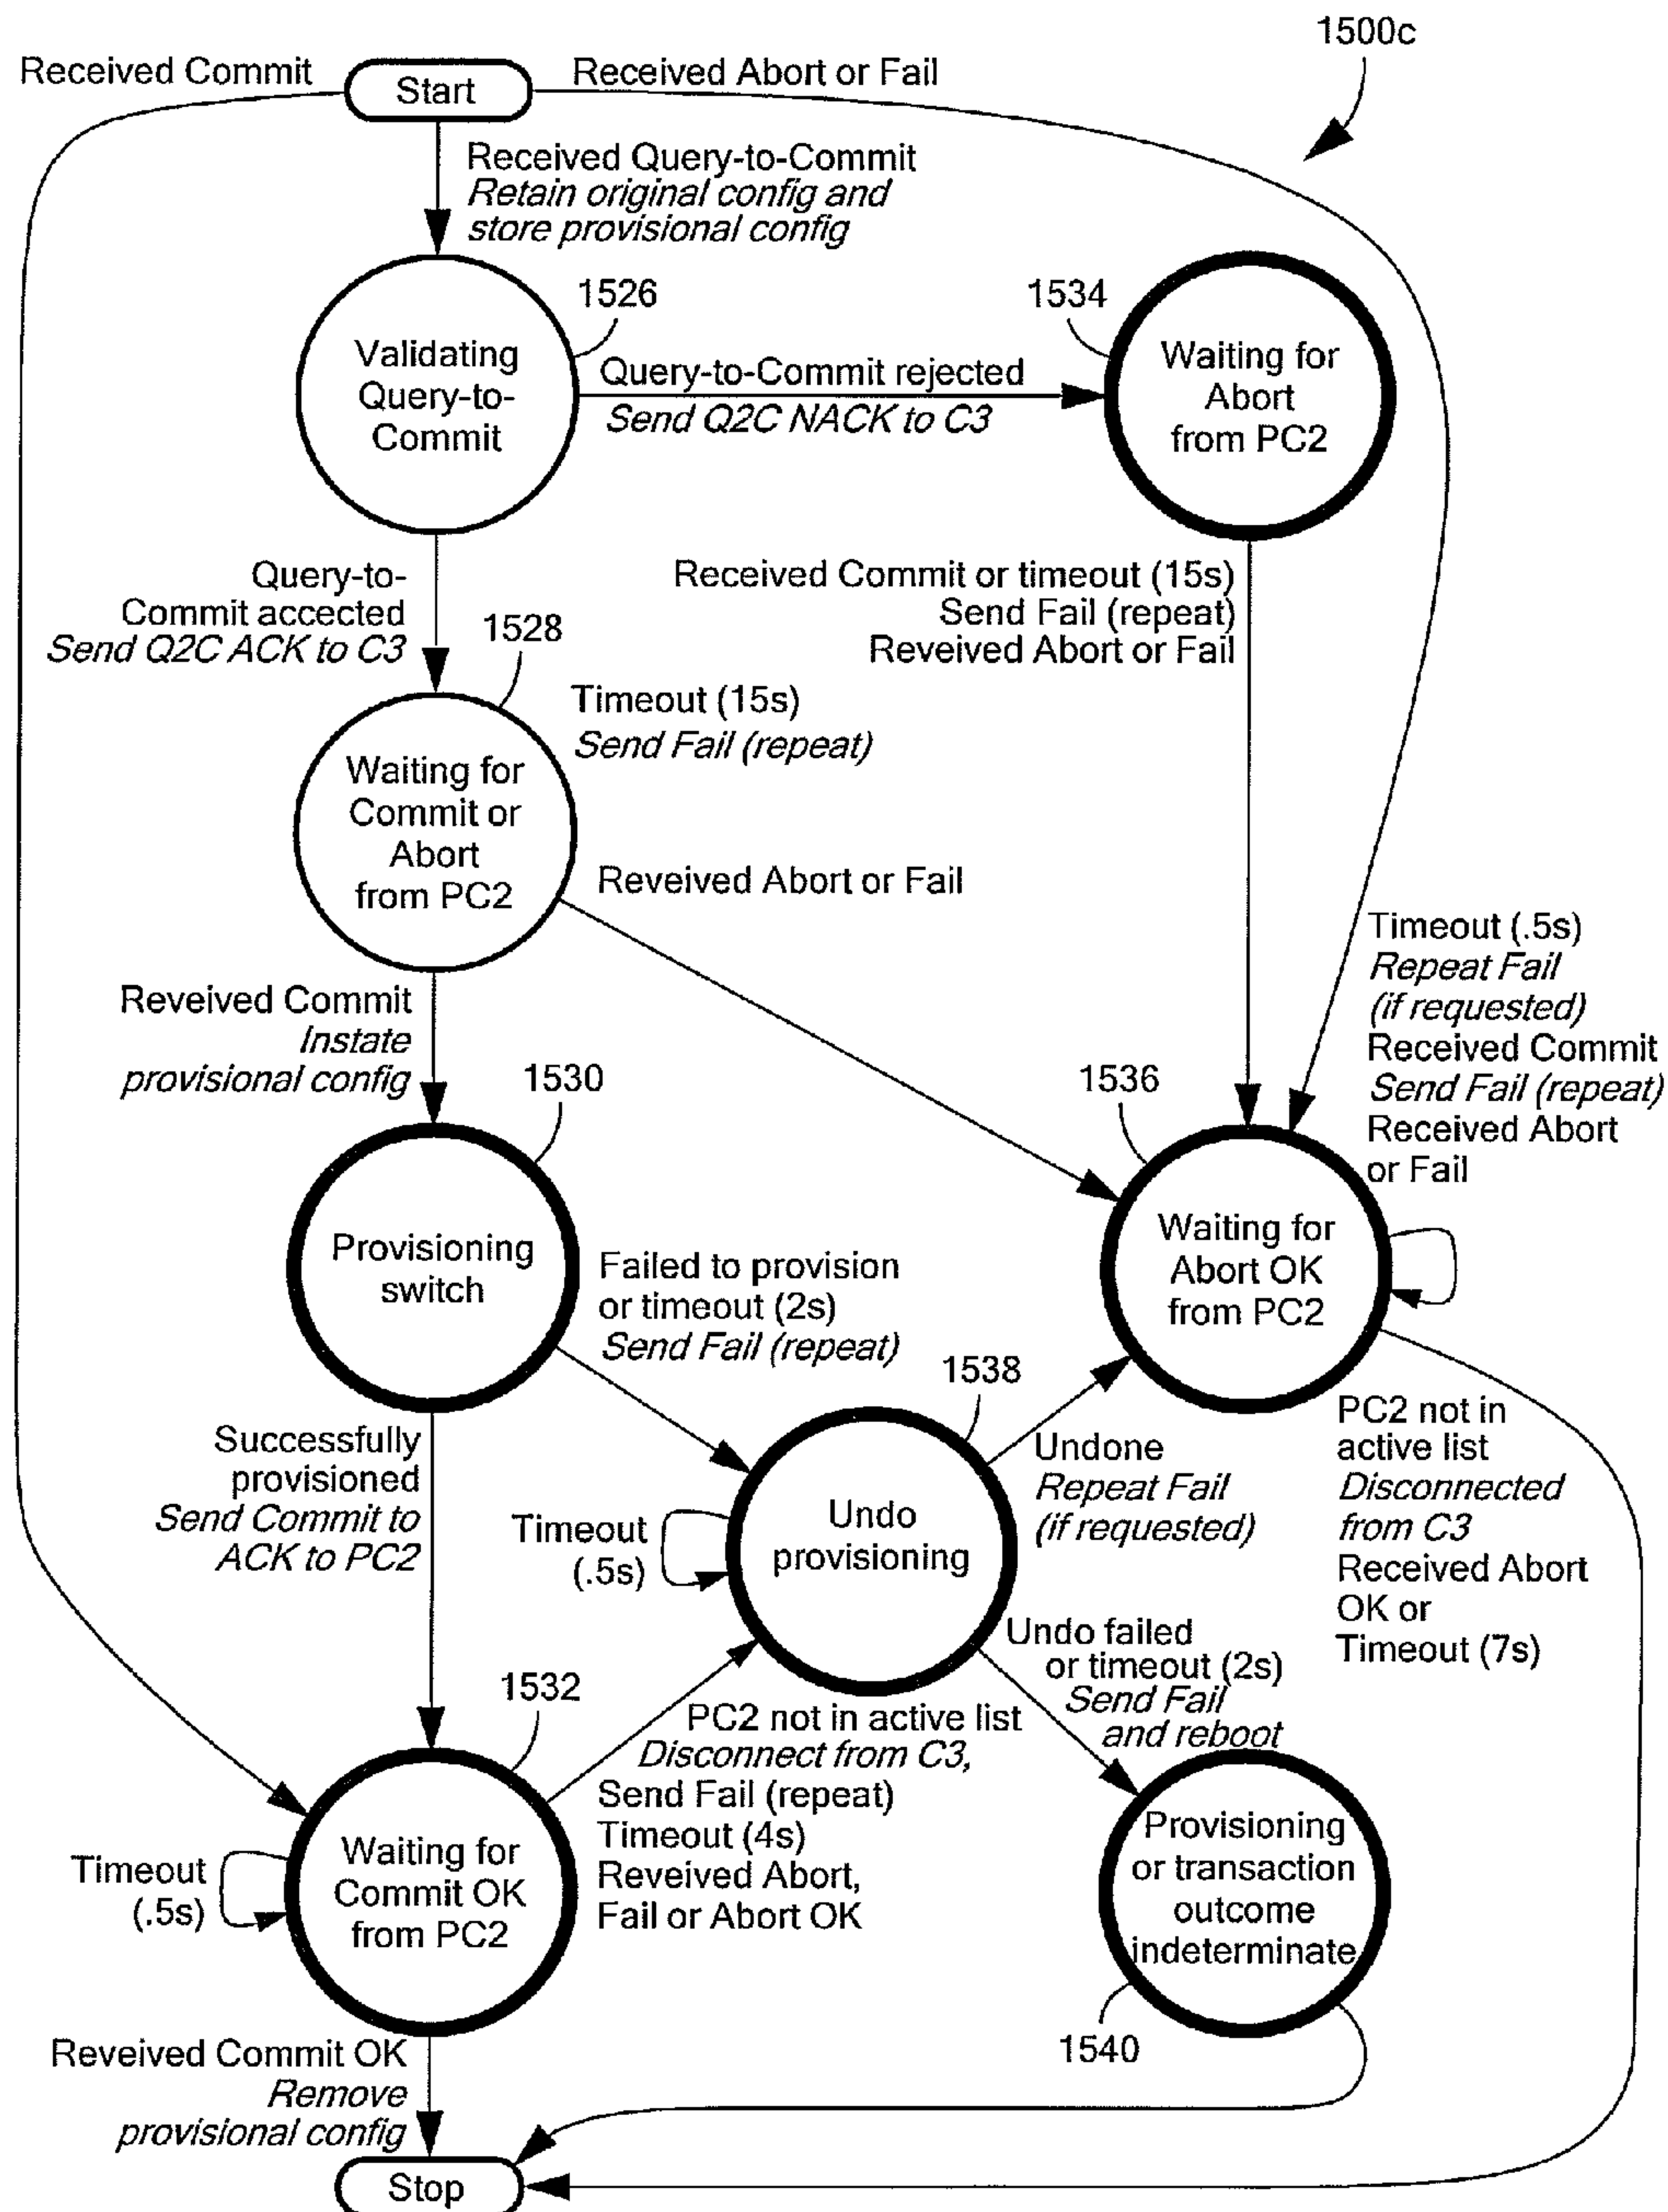 1500c
Received Commit
Start
Received Abort or Fail
Received Query-to-Commit
Retain original config and
store provisional config
1526
1534
Validating
Query-to-
Commit
Query-to-Commit rejected
Send Q2C NACK to C3
Waiting for
Abort
from PC2
Query-to-
Commit accected
Send Q2C ACK to C3
1528
Received Commit or timeout (15s)
Send Fail (repeat)
Reveived Abort or Fail
Timeout (15s)
Send Fail (repeat)
Waiting for
Commit or
Abort
from PC2
Reveived Abort or Fail
Timeout (.5s)
Repeat Fail
(if requested)
Received Commit
Send Fail (repeat)
Received Abort
or Fail
Reveived Commit
Instate
provisional config
1530
1536
Provisioning
switch
Failed to provision
or timeout (2s)
Send Fail (repeat)
Waiting for
Abort OK
from PC2
1538
Successfully
provisioned
Send Commit to
ACK to PC2
Timeout
(.5s)
Undo
provisioning
Undone
Repeat Fail
(if requested)
PC2 not in
active list
Disconnected
from C3
Received Abort
OK or
Timeout (7s)
Undo failed
or timeout (2s)
Send Fail
and reboot
1532
PC2 not in active list
Disconnect from C3,
Send Fail (repeat)
Timeout (4s)
Reveived Abort,
Fail or Abort OK
Timeout
(.5s)
Waiting for
Commit OK
from PC2
Provisioning
or transaction
outcome
indeterminate
1540
Reveived Commit OK
Remove
provisional config
Stop